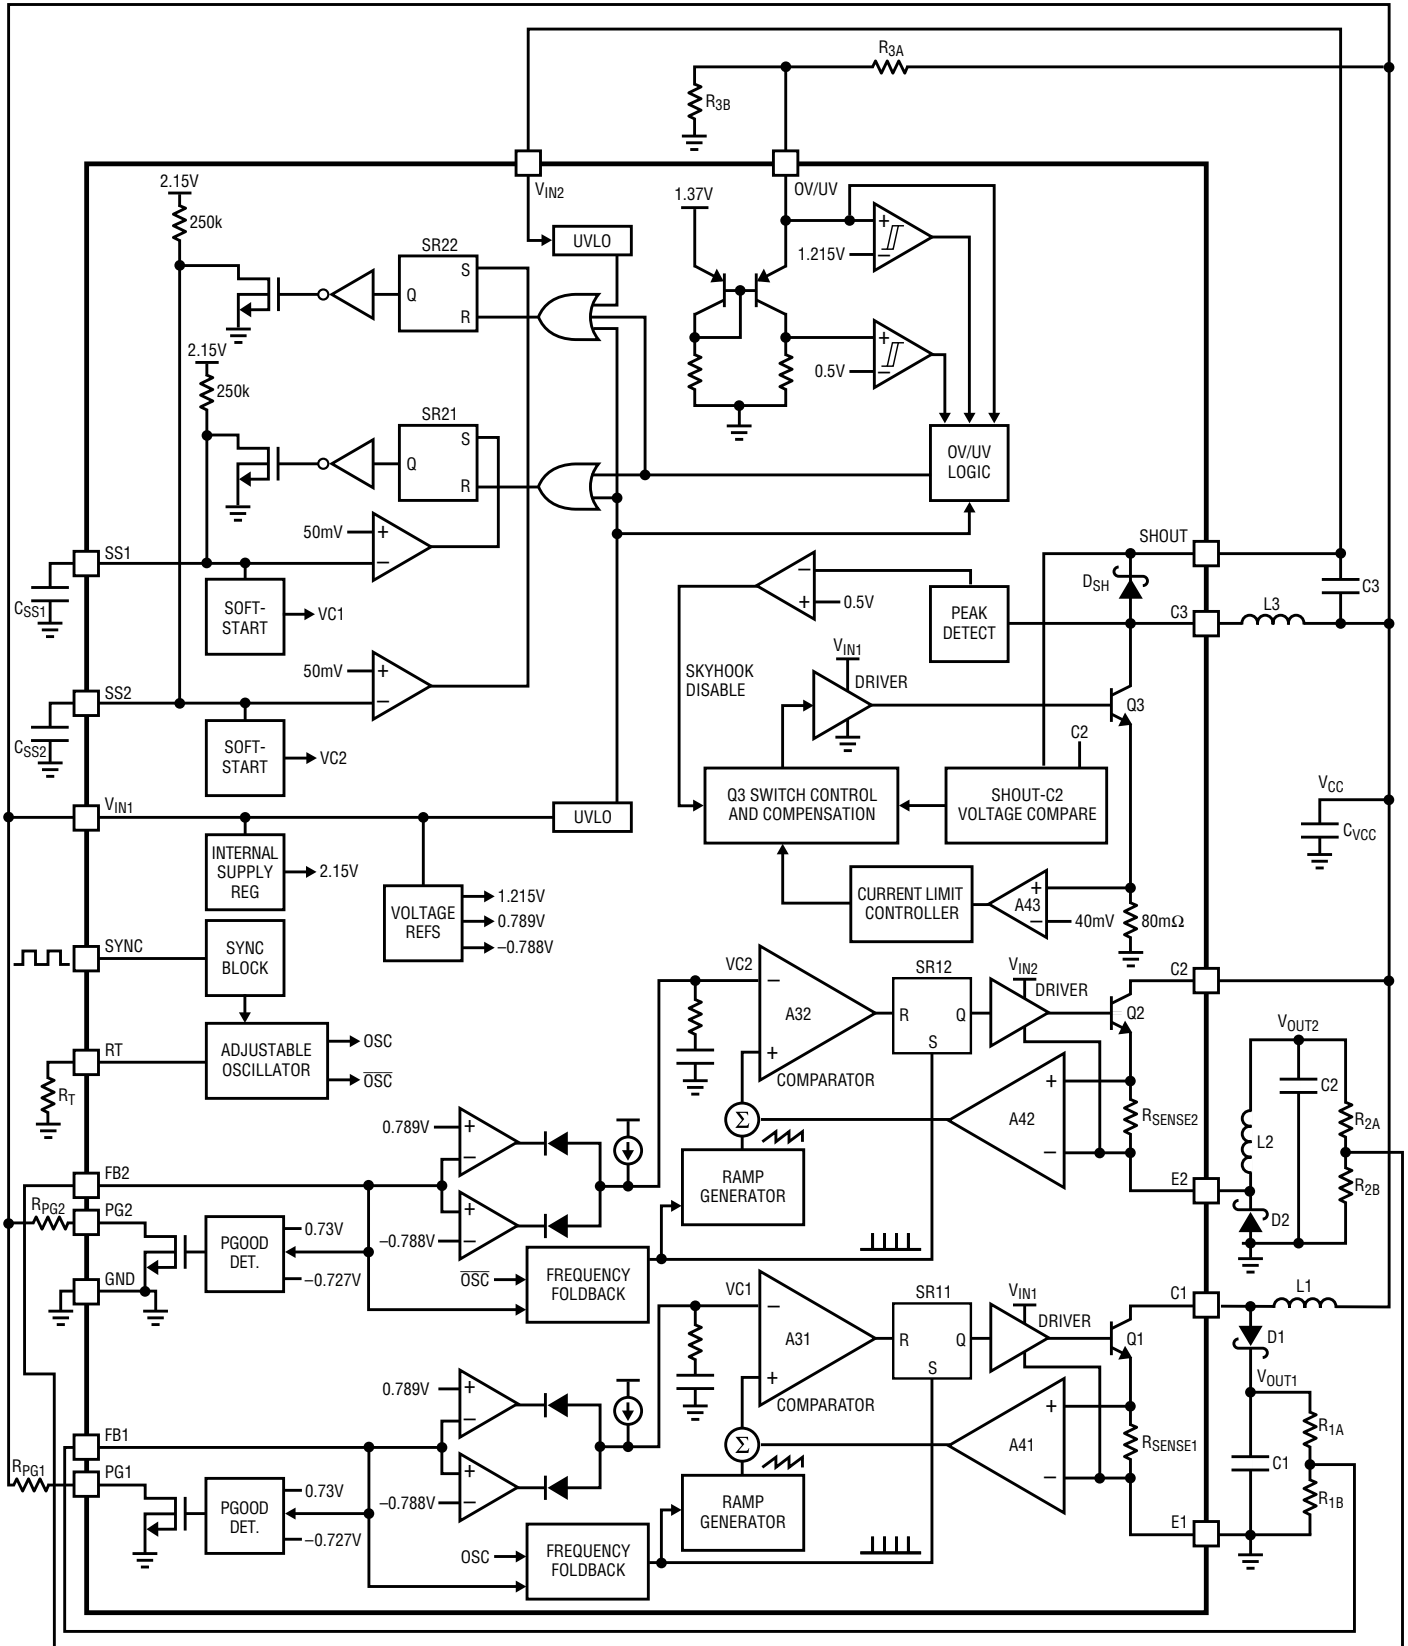 R3A
R3B
VIN2
OV/UV
2.15V
250k
SR22
S
Q
R
UVLO
1.37V
+
1.215V
–
+
0.5V
–
2.15V
250k
SR21
S
Q
R
OV/UV
LOGIC
50mV
+
–
SS1
CSS1
SOFT-
START
VC1
50mV
+
–
SS2
CSS2
SOFT-
START
VC2
SHOUT
DSH
C3
L3
C3
–
+
0.5V
PEAK
DETECT
SKYHOOK
DISABLE
VIN1
DRIVER
Q3
C2
Q3 SWITCH CONTROL
AND COMPENSATION
SHOUT-C2
VOLTAGE COMPARE
VCC
CVCC
VIN1
UVLO
INTERNAL
SUPPLY
REG
2.15V
VOLTAGE
REFS
1.215V
0.789V
–0.788V
CURRENT LIMIT
CONTROLLER
A43
+
–
40mV
80mΩ
SYNC
SYNC
BLOCK
RT
RT
ADJUSTABLE
OSCILLATOR
OSC
OSC
VC2
–
A32
+
COMPARATOR
SR12
R
Q
S
VIN2
DRIVER
Q2
C2
Σ
A42
+
–
RSENSE2
E2
VOUT2
C2
L2
D2
R2A
R2B
RAMP
GENERATOR
0.789V
+
–
+
–
–0.788V
FB2
RPG2
PG2
PGOOD
DET.
0.73V
–0.727V
GND
OSC
FREQUENCY
FOLDBACK
VC1
–
A31
+
COMPARATOR
SR11
R
Q
S
VIN1
DRIVER
Q1
C1
L1
D1
VOUT1
Σ
A41
+
–
RSENSE1
E1
C1
R1A
R1B
RAMP
GENERATOR
0.789V
+
–
+
–
–0.788V
FB1
RPG1
PG1
PGOOD
DET.
0.73V
–0.727V
OSC
FREQUENCY
FOLDBACK